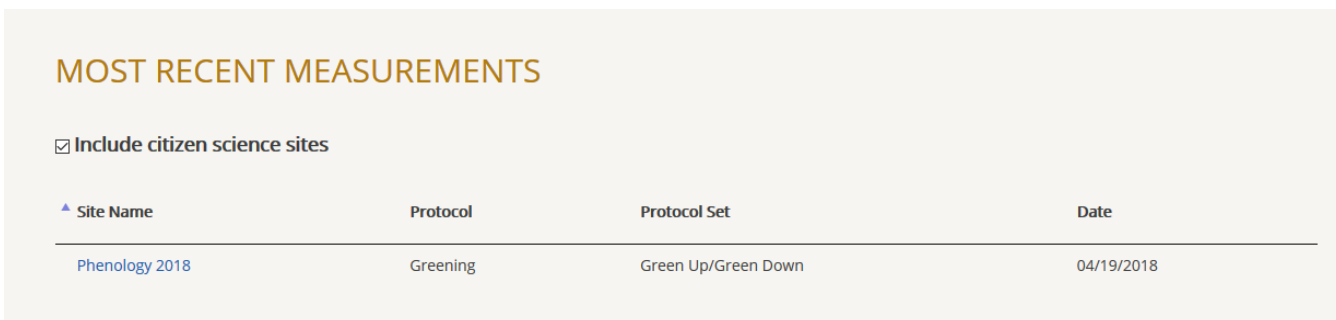 MOST RECENT MEASUREMENTS
Include citizen science sites
Site Name Protocol Protocol Set Date
Phenology 2018 Greening Green Up/Green Down 04/19/2018